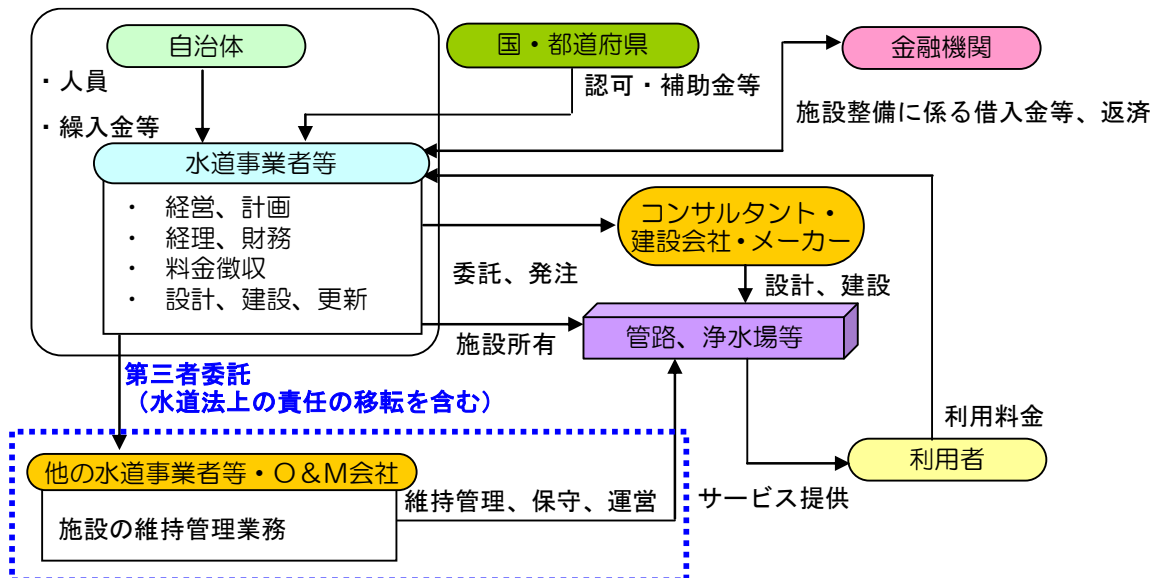 自治体
国・都道府県
金融機関
・人員
認可・補助金等
・繰入金等
施設整備に係る借入金等、返済
水道事業者等
・ 経営、計画
・ 経理、財務
・ 料金徴収
・ 設計、建設、更新
コンサルタント・
建設会社・メーカー
委託、発注
設計、建設
施設所有
管路、浄水場等
第三者委託
（水道法上の責任の移転を含む）
利用料金
利用者
他の水道事業者等・Ｏ＆Ｍ会社
施設の維持管理業務
維持管理、保守、運営
サービス提供